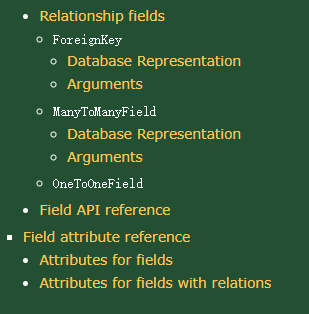 Relationship fields
ForeignKey
Database Representation
Arguments
ManyToManyField
Database Representation
Arguments
OneToOneField
Field API reference
Field attribute reference
Attributes for fields
Attributes for fields with relations